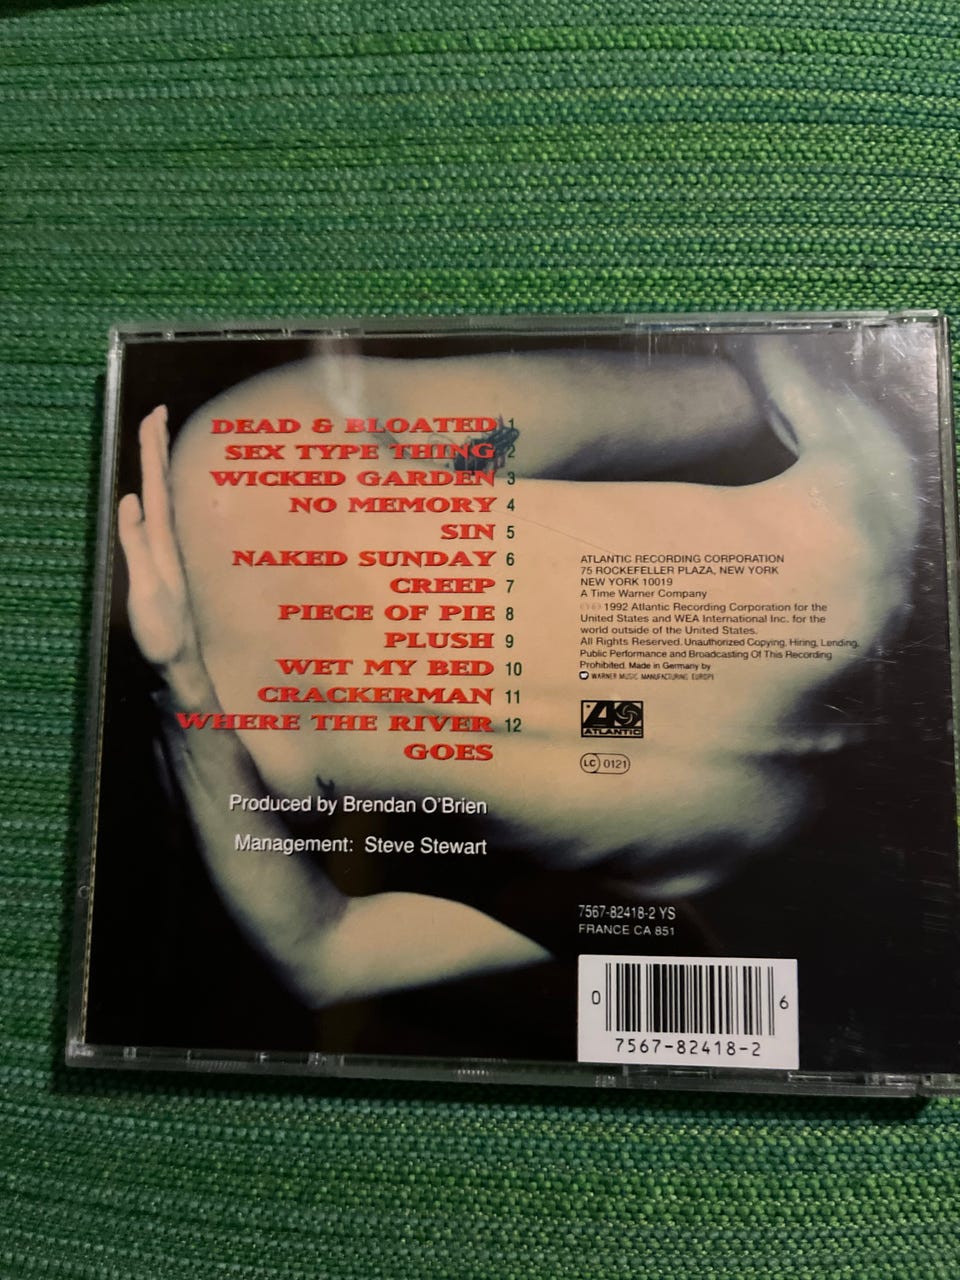 DEAD & BLOATED 1
SEX TYPE THING 2
WICKED GARDEN 3
NO MEMORY 4
SIN 5
NAKED SUNDAY 6
CREEP 7
PIECE OF PIE 8
PLUSH 9
WET MY BED 10
CRACKERMAN 11
WHERE THE RIVER 12
GOES
Produced by Brendan O'Brien
Management: Steve Stewart
ATLANTIC RECORDING CORPORATION
75 ROCKEFELLER PLAZA, NEW YORK
NEW YORK 10019
A Time Warner Company
℗© 1992 Atlantic Recording Corporation for the
United States and WEA International Inc. for the
world outside of the United States.
All Rights Reserved. Unauthorized Copying, Hiring, Lending,
Public Performance and Broadcasting Of This Recording
Prohibited. Made in Germany by
WARNER MUSIC MANUFACTURING EUROPE
ATLANTIC
LC 0121
7567-82418-2 YS
FRANCE CA 851
0 6
7567-82418-2